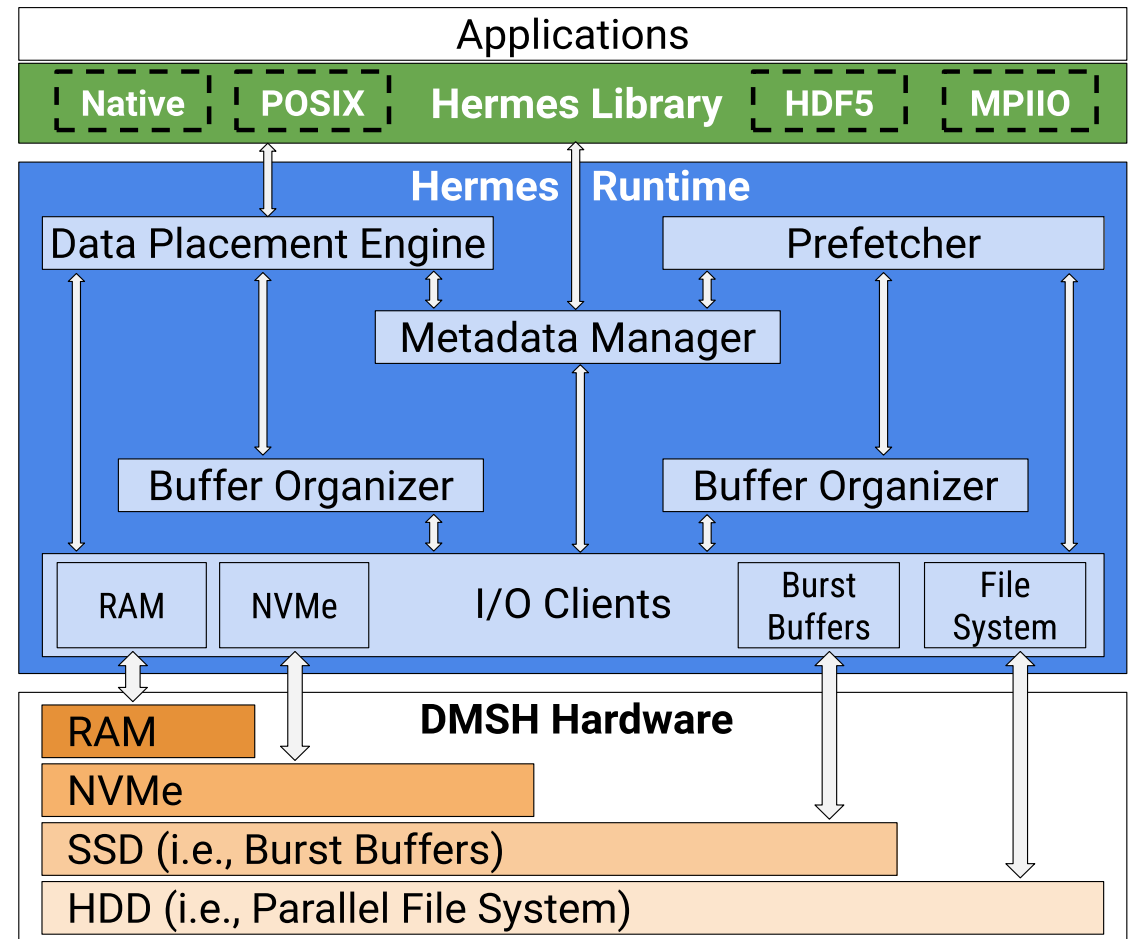 Applications
Native POSIX Hermes Library HDF5 MPIIO
Hermes Runtime
Data Placement Engine Prefetcher
Metadata Manager
Buffer Organizer Buffer Organizer
RAM NVMe I/O Clients Burst Buffers File System
DMSH Hardware
RAM
NVMe
SSD (i.e., Burst Buffers)
HDD (i.e., Parallel File System)